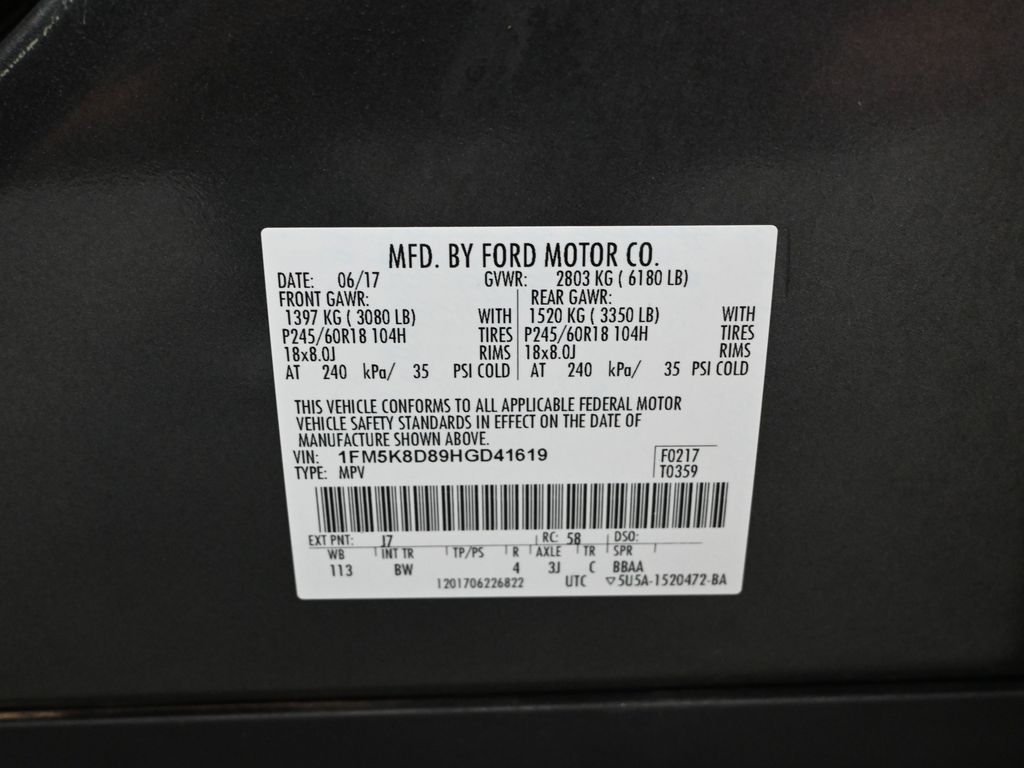 MFD. BY FORD MOTOR CO.
DATE: 06/17 GVWR: 2803 KG ( 6180 LB)
FRONT GAWR: REAR GAWR:
1397 KG ( 3080 LB) WITH 1520 KG ( 3350 LB) WITH
P245/60R18 104H TIRES P245/60R18 104H TIRES
18x8.0J RIMS 18x8.0J RIMS
AT 240 kPa/ 35 PSI COLD AT 240 kPa/ 35 PSI COLD
THIS VEHICLE CONFORMS TO ALL APPLICABLE FEDERAL MOTOR
VEHICLE SAFETY STANDARDS IN EFFECT ON THE DATE OF
MANUFACTURE SHOWN ABOVE.
VIN: 1FM5K8D89HGD41619 F0217
TYPE: MPV T0359
EXT PNT: J7 RC: 58 DSO:
WB INT TR TP/PS R AXLE TR SPR
113 BW 4 3J C BBAA
1201706226822 UTC ▽5U5A-1520472-BA